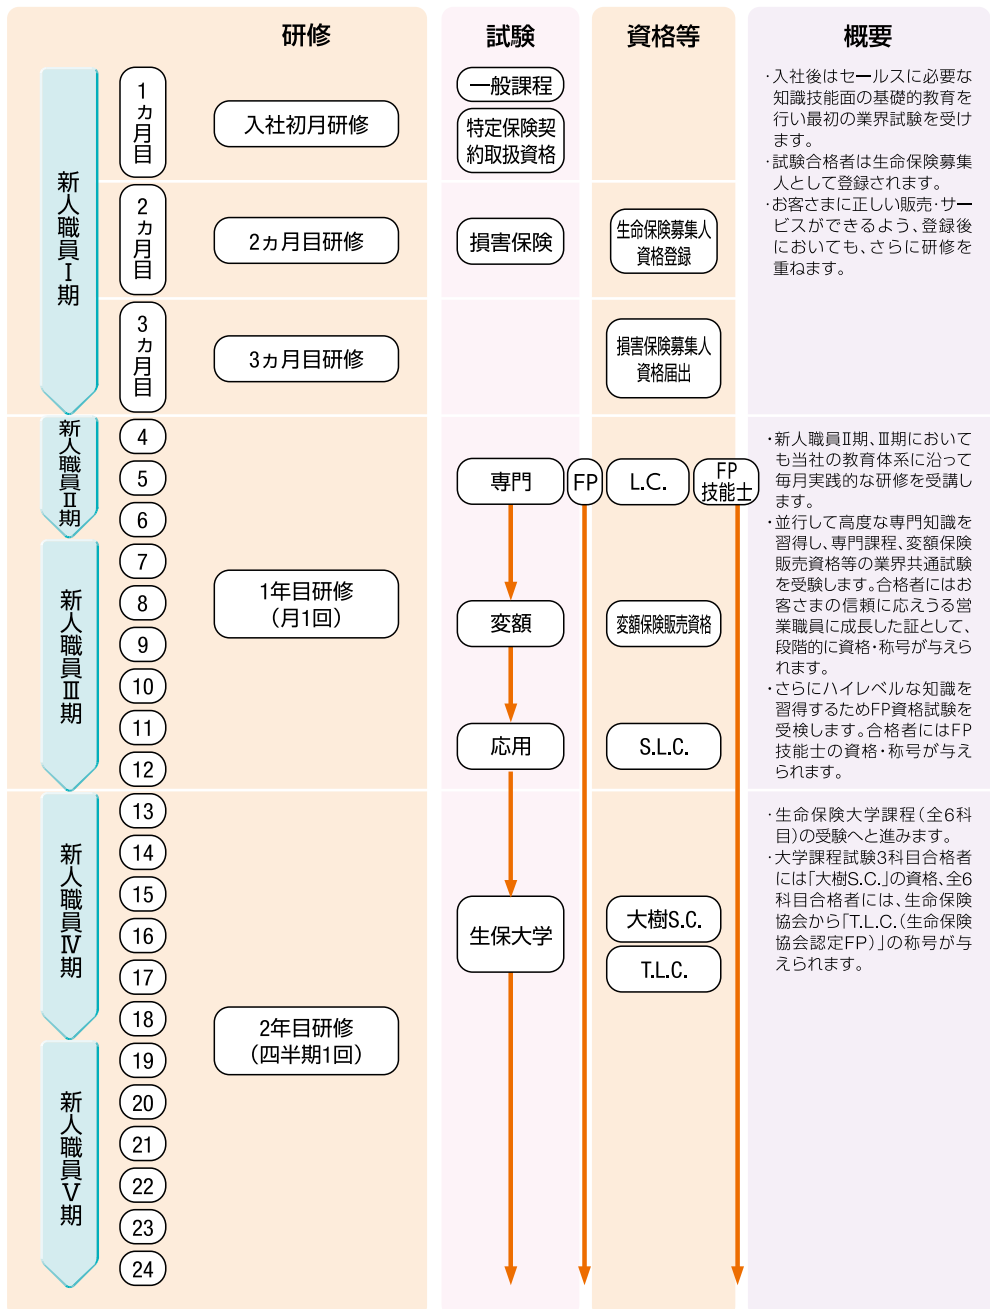 研修
試験
資格等
概要
新人職員Ⅰ期
1ヵ月目
入社初月研修
一般課程
特定保険契
約取扱資格
2ヵ月目
2ヵ月目研修
損害保険
生命保険募集人
資格登録
3ヵ月目
3ヵ月目研修
損害保険募集人
資格届出
・入社後はセールスに必要な
知識技能面の基礎的教育を
行い最初の業界試験を受け
ます。
・試験合格者は生命保険募集
人として登録されます。
・お客さまに正しい販売・サー
ビスができるよう、登録後
においても、さらに研修を
重ねます。
新人職員Ⅱ期
4
5
6
新人職員Ⅲ期
7
8
9
10
11
12
1年目研修
（月1回）
専門
FP
L.C.
FP
技能士
変額
変額保険販売資格
応用
S.L.C.
・新人職員Ⅱ期、Ⅲ期において
も当社の教育体系に沿って
毎月実践的な研修を受講し
ます。
・並行して高度な専門知識を
習得し、専門課程、変額保険
販売資格等の業界共通試験
を受験します。合格者にはお
客さまの信頼に応えうる営
業職員に成長した証として、
段階的に資格・称号が与えら
れます。
・さらにハイレベルな知識を
習得するためFP資格試験を
受検します。合格者にはFP
技能士の資格・称号が与え
られます。
新人職員Ⅳ期
13
14
15
16
17
18
新人職員Ⅴ期
19
20
21
22
23
24
2年目研修
（四半期1回）
生保大学
大樹S.C.
T.L.C.
・生命保険大学課程（全6科
目）の受験へと進みます。
・大学課程試験3科目合格者
には「大樹S.C.」の資格、全6
科目合格者には、生命保険
協会から「T.L.C.（生命保険
協会認定FP）」の称号が与
えられます。